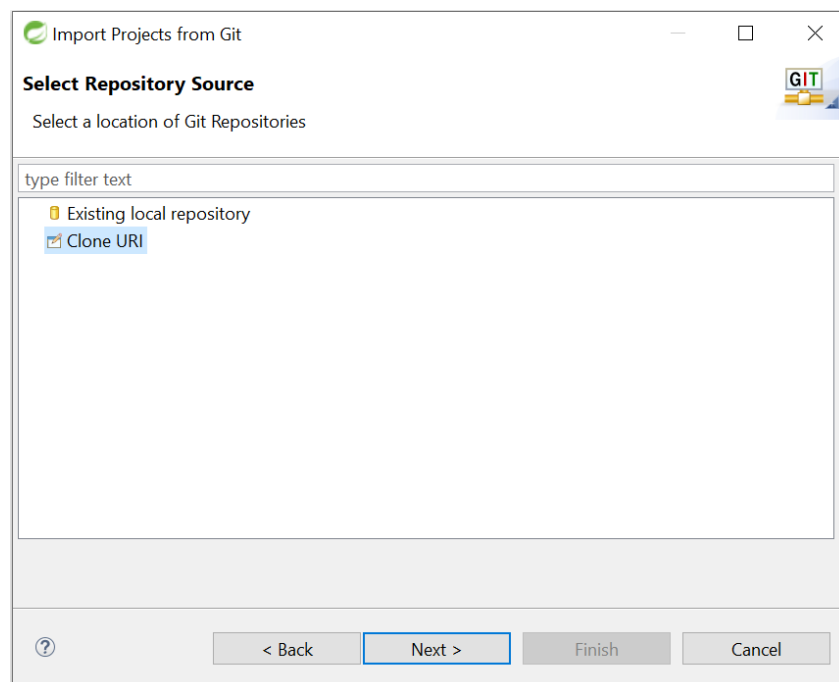 Import Projects from Git
Select Repository Source
GIT
Select a location of Git Repositories
type filter text
Existing local repository
Clone URI
?
< Back
Next >
Finish
Cancel